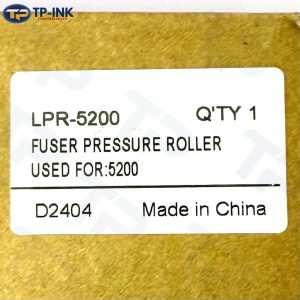 TP-INK
LPR-5200 Q'TY 1
FUSER PRESSURE ROLLER
USED FOR:5200
D2404 Made in China